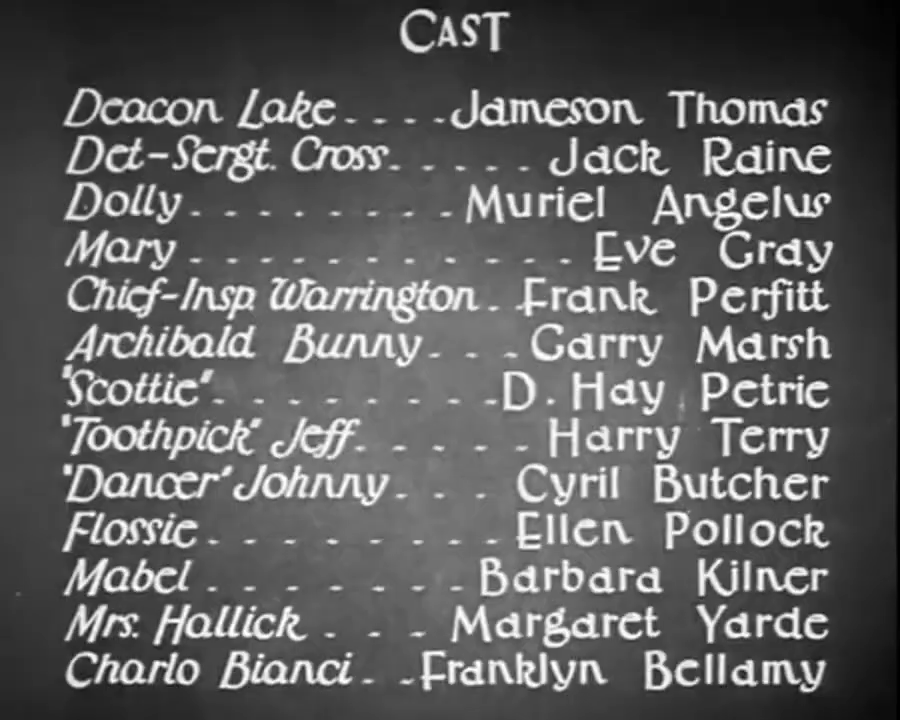 CAST
Deacon Lake....Jameson Thomas
Det-Sergt. Cross......Jack Raine
Dolly.........Muriel Angelus
Mary............Eve Gray
Chief-Insp. Warrington.Frank Perfitt
Archibald Bunny...Garry Marsh
"Scottie".........D. Hay Petrie
"Toothpick" Jeff......Harry Terry
"Dancer" Johnny...Cyril Butcher
Flossie.........Ellen Pollock
Mabel........Barbara Kilner
Mrs. Hallick...Margaret Yarde
Charlo Bianci..Franklyn Bellamy